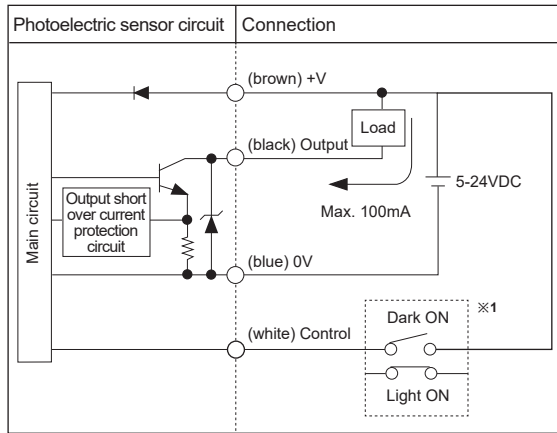 Photoelectric sensor circuit
Connection
(brown) +V
Load
(black) Output
5-24VDC
Max. 100mA
Main circuit
Output short
over current
protection
circuit
(blue) 0V
※1
Dark ON
(white) Control
Light ON